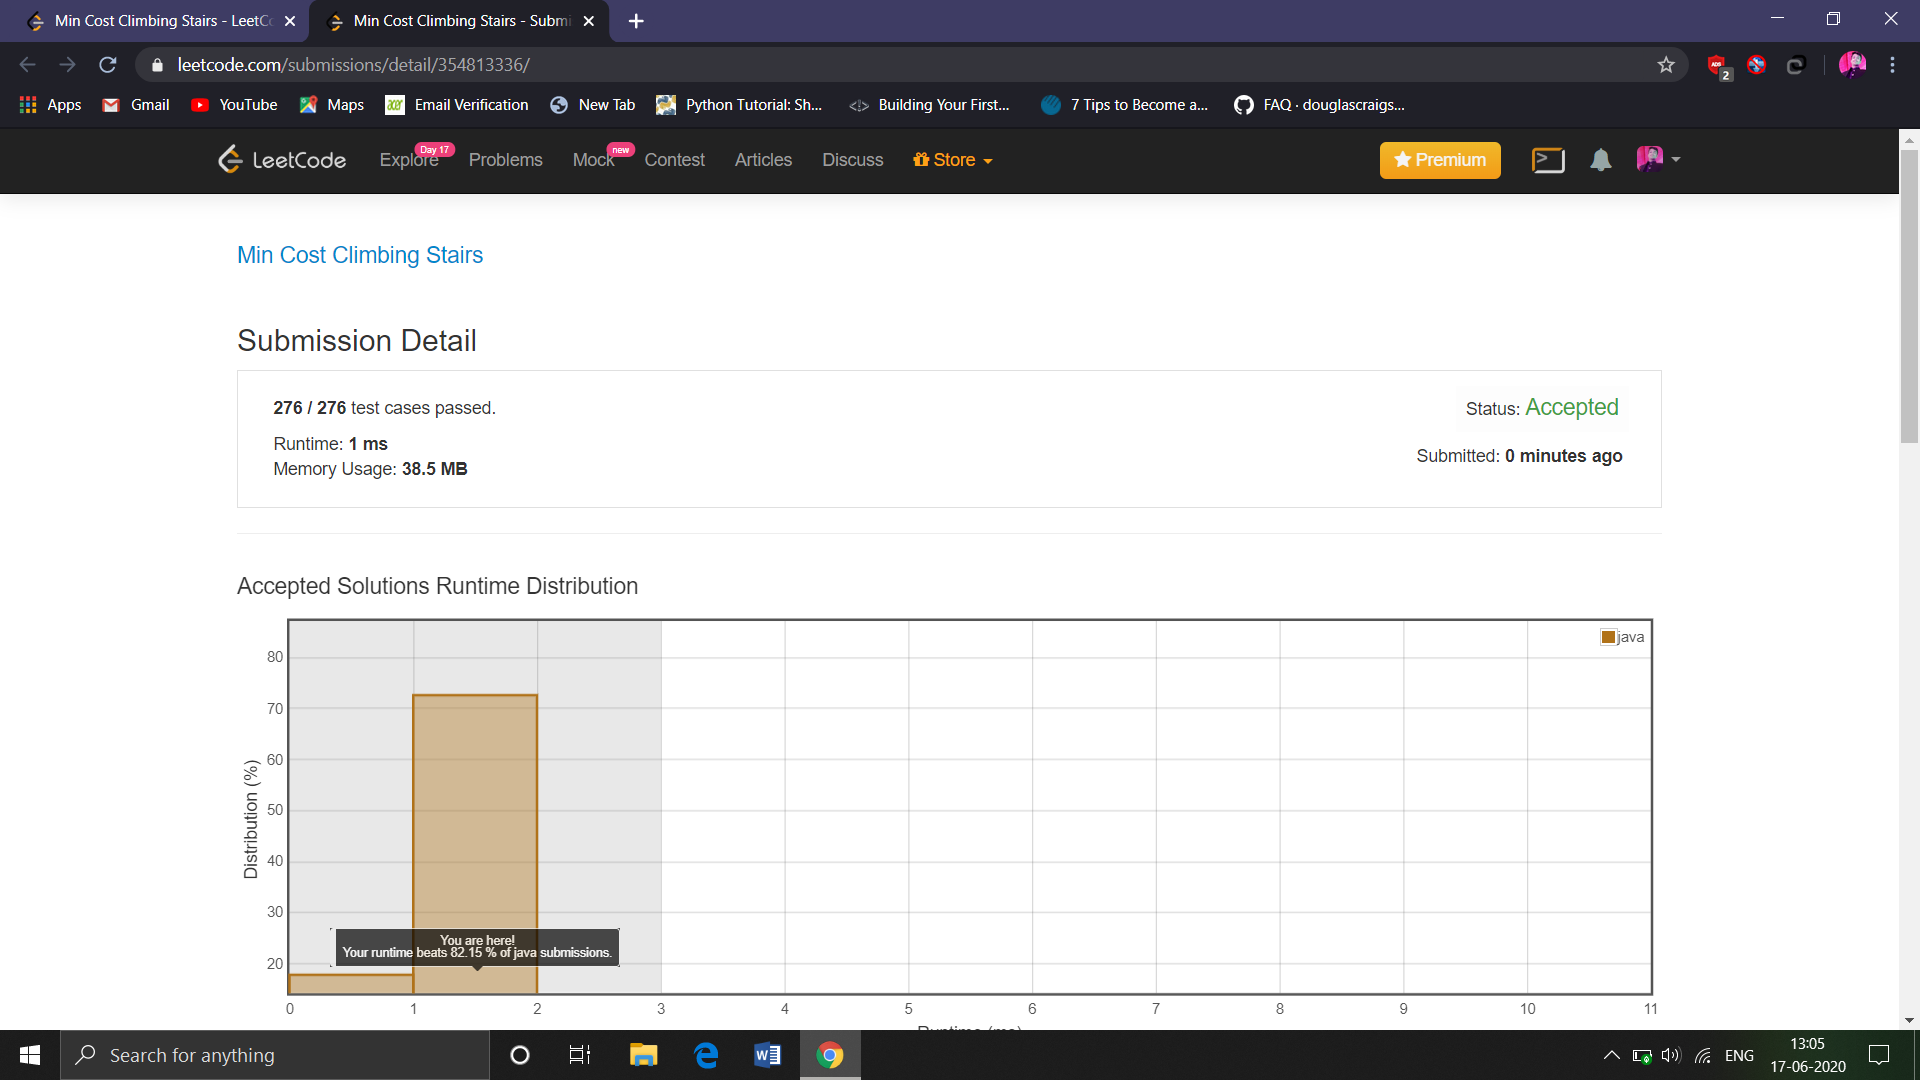 Min Cost Climbing Stairs - LeetCo
Min Cost Climbing Stairs - Submi
leetcode.com/submissions/detail/354813336/
2
Apps Gmail YouTube Maps Email Verification New Tab Python Tutorial: Sh... Building Your First... 7 Tips to Become a... FAQ · douglascraigs...
LeetCode Explore Day 17 Problems Mock new Contest Articles Discuss Store Premium
Min Cost Climbing Stairs
Submission Detail
276 / 276 test cases passed.
Status: Accepted
Runtime: 1 ms
Submitted: 0 minutes ago
Memory Usage: 38.5 MB
Accepted Solutions Runtime Distribution
java
80
70
60
50
40
30
20
Distribution (%)
You are here!
Your runtime beats 82.15 % of java submissions.
0 1 2 3 4 5 6 7 8 9 10 11
Runtime (ms)
Search for anything
ENG
13:05
17-06-2020